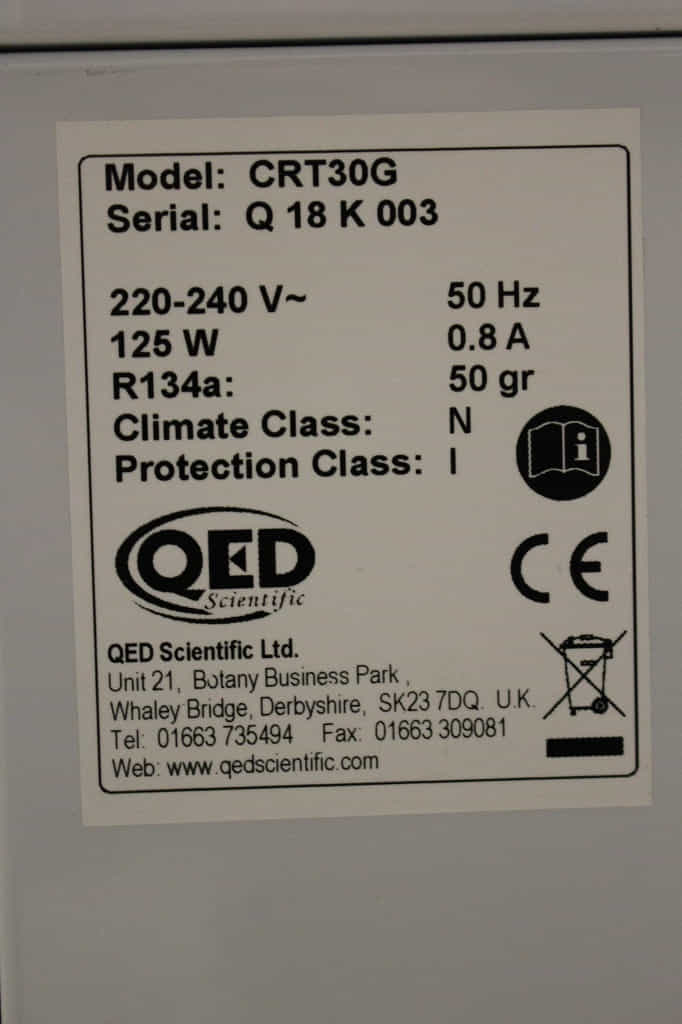 Model: CRT30G
Serial: Q 18 K 003
220-240 V~ 50 Hz
125 W 0.8 A
R134a: 50 gr
Climate Class: N
Protection Class: I
i
QED
Scientific
CE
QED Scientific Ltd.
Unit 21, Botany Business Park ,
Whaley Bridge, Derbyshire, SK23 7DQ. U.K.
Tel: 01663 735494 Fax: 01663 309081
Web: www.qedscientific.com